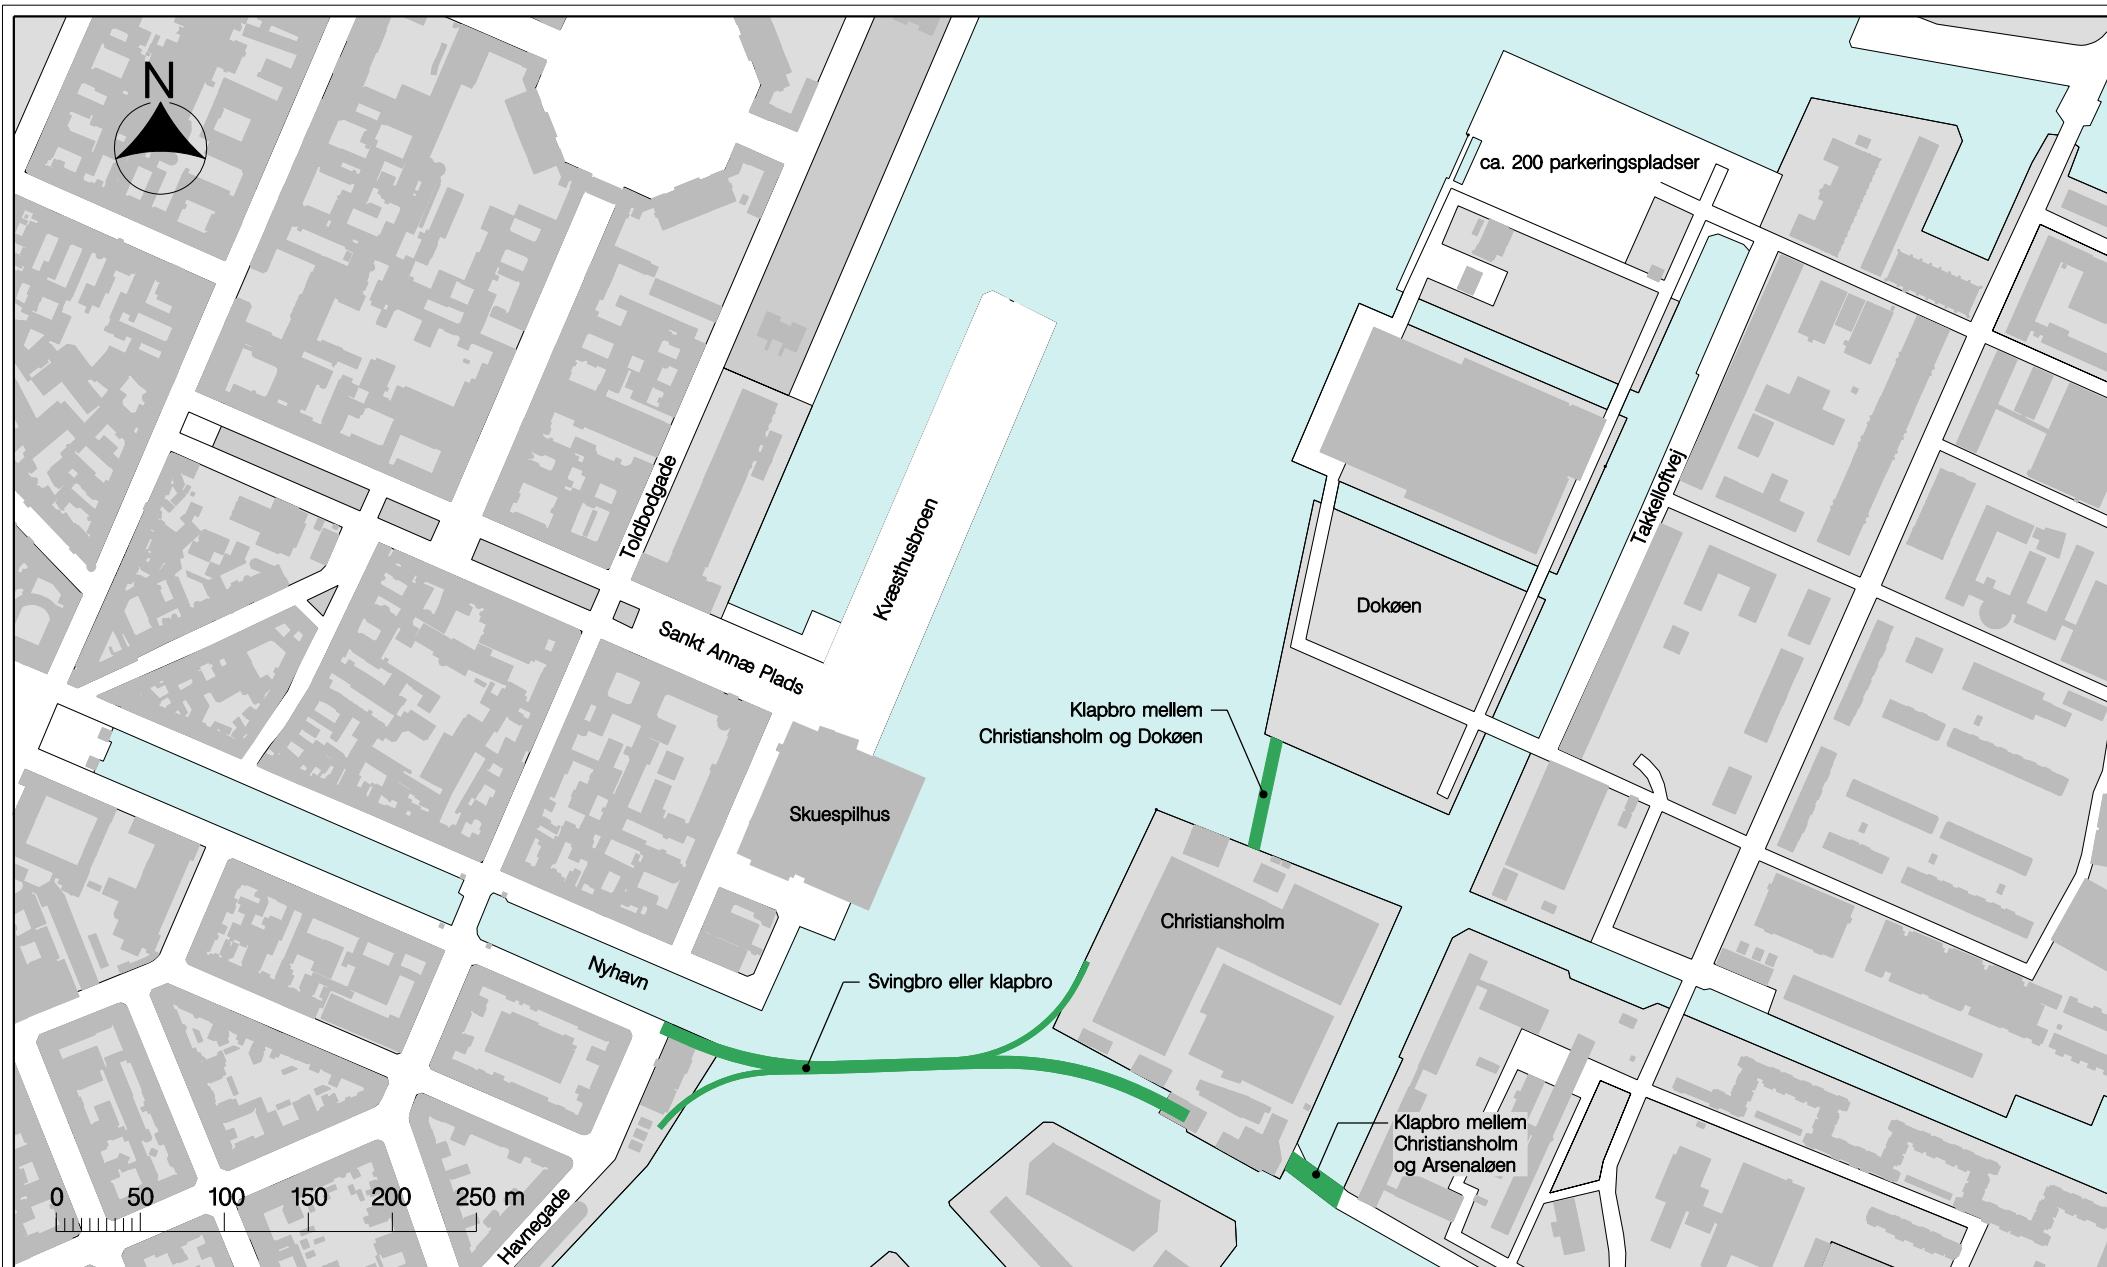 N
ca. 200 parkeringspladser
Toldbodgade
Kvæsthusbroen
Takkelloftvej
Dokøen
Sankt Annæ Plads
Klapbro mellem
Christiansholm og Dokøen
Skuespilhus
Christiansholm
Nyhavn
Svingbro eller klapbro
Klapbro mellem
Christiansholm
og Arsenaløen
0 50 100 150 200 250 m
Havnegade